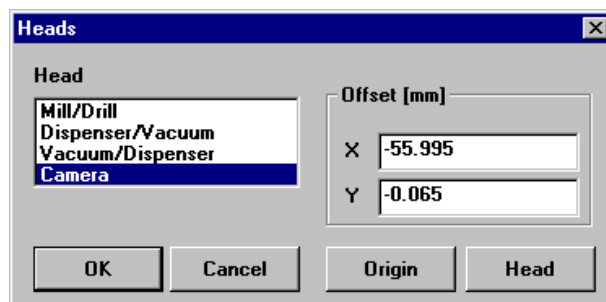 Heads
Head
Mill/Drill
Dispenser/Vacuum
Vacuum/Dispenser
Camera
Offset [mm]
X -55.995
Y -0.065
OK Cancel Origin Head